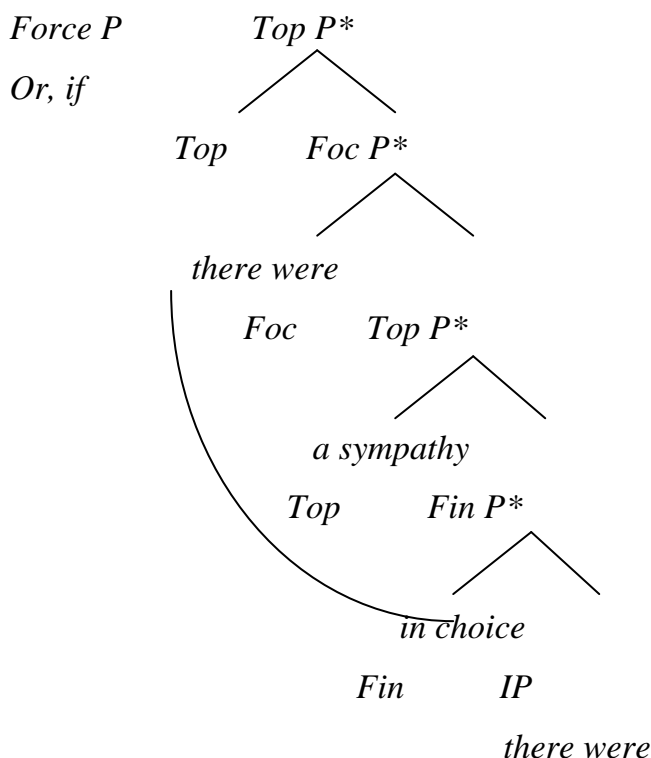 Force P Top P*
Or, if
Top Foc P*
there were
Foc Top P*
a sympathy
Top Fin P*
in choice
Fin IP
there were